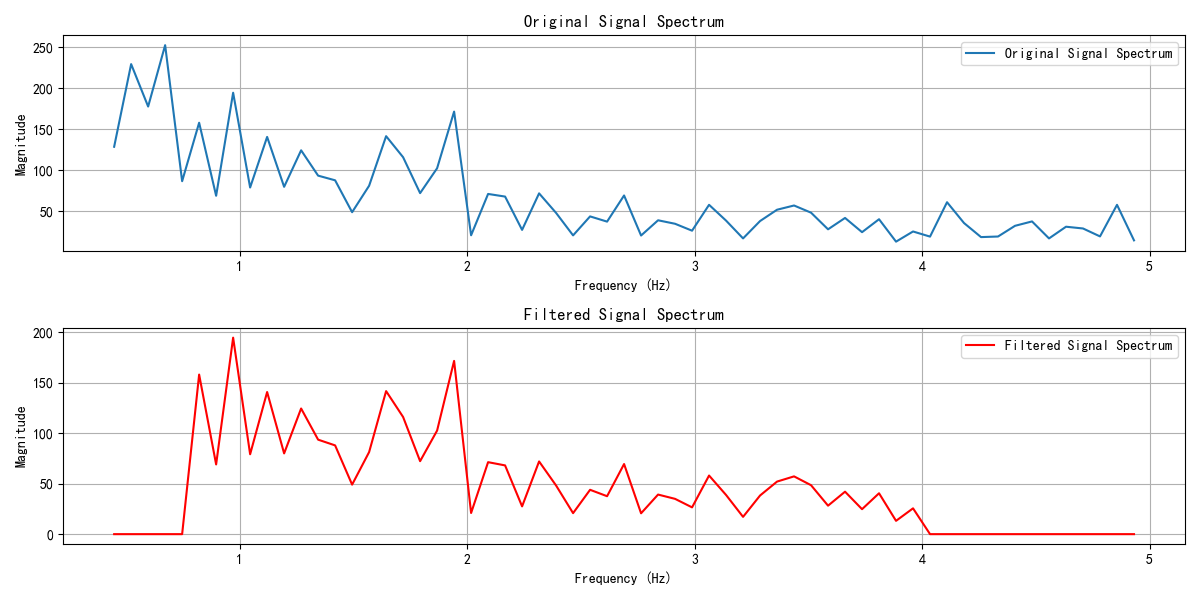 Original Signal Spectrum
Original Signal Spectrum
Magnitude
250
200
150
100
50
1 2 3 4 5
Frequency (Hz)
Filtered Signal Spectrum
Filtered Signal Spectrum
Magnitude
200
150
100
50
0
1 2 3 4 5
Frequency (Hz)